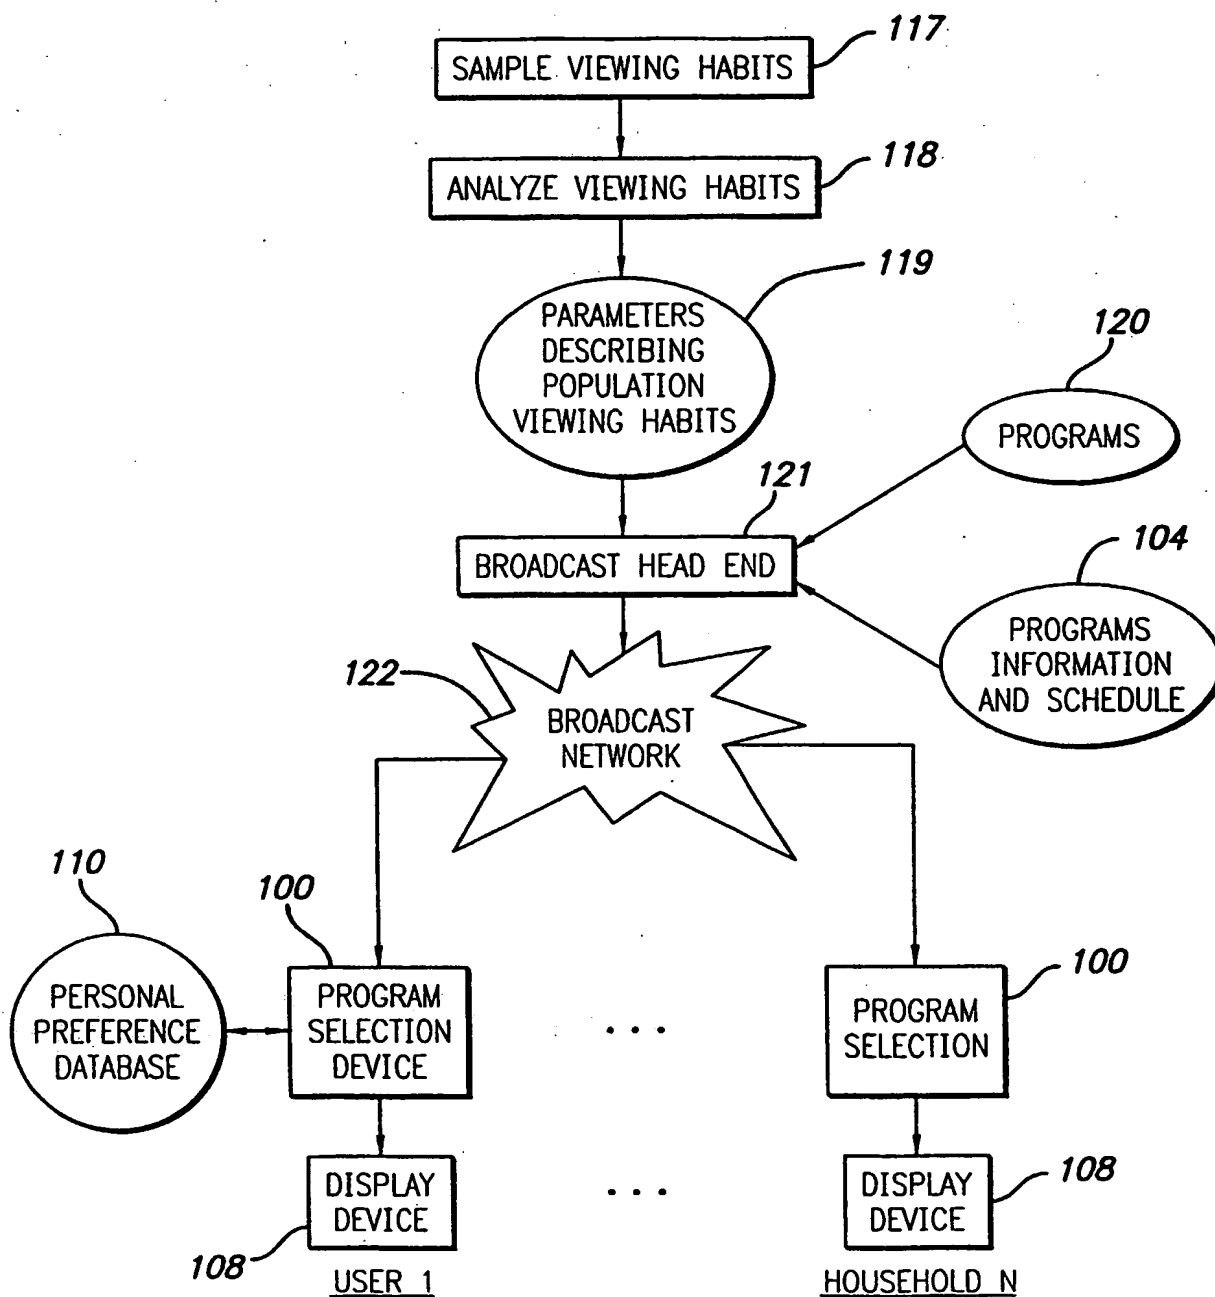 117
SAMPLE VIEWING HABITS
118
ANALYZE VIEWING HABITS
119
PARAMETERS
DESCRIBING
POPULATION
VIEWING HABITS
120
PROGRAMS
121
BROADCAST HEAD END
104
PROGRAMS
INFORMATION
AND SCHEDULE
122
BROADCAST
NETWORK
110
PERSONAL
PREFERENCE
DATABASE
100
PROGRAM
SELECTION
DEVICE
...
100
PROGRAM
SELECTION
DISPLAY
DEVICE
108
USER 1
...
DISPLAY
DEVICE
108
HOUSEHOLD N